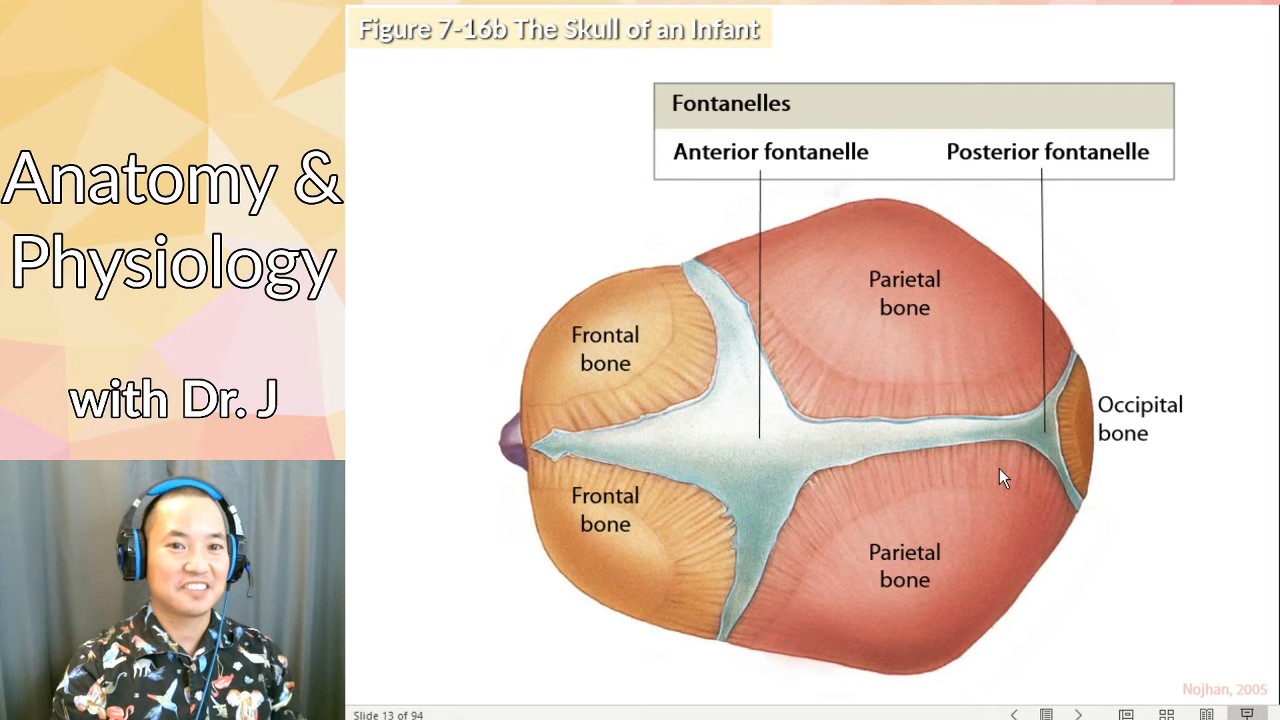 Anatomy &
Physiology
with Dr. J
Figure 7-16b The Skull of an Infant
Fontanelles
Anterior fontanelle
Posterior fontanelle
Frontal
bone
Parietal
bone
Occipital
bone
Frontal
bone
Parietal
bone
Nojhan, 2005
Slide 13 of 94